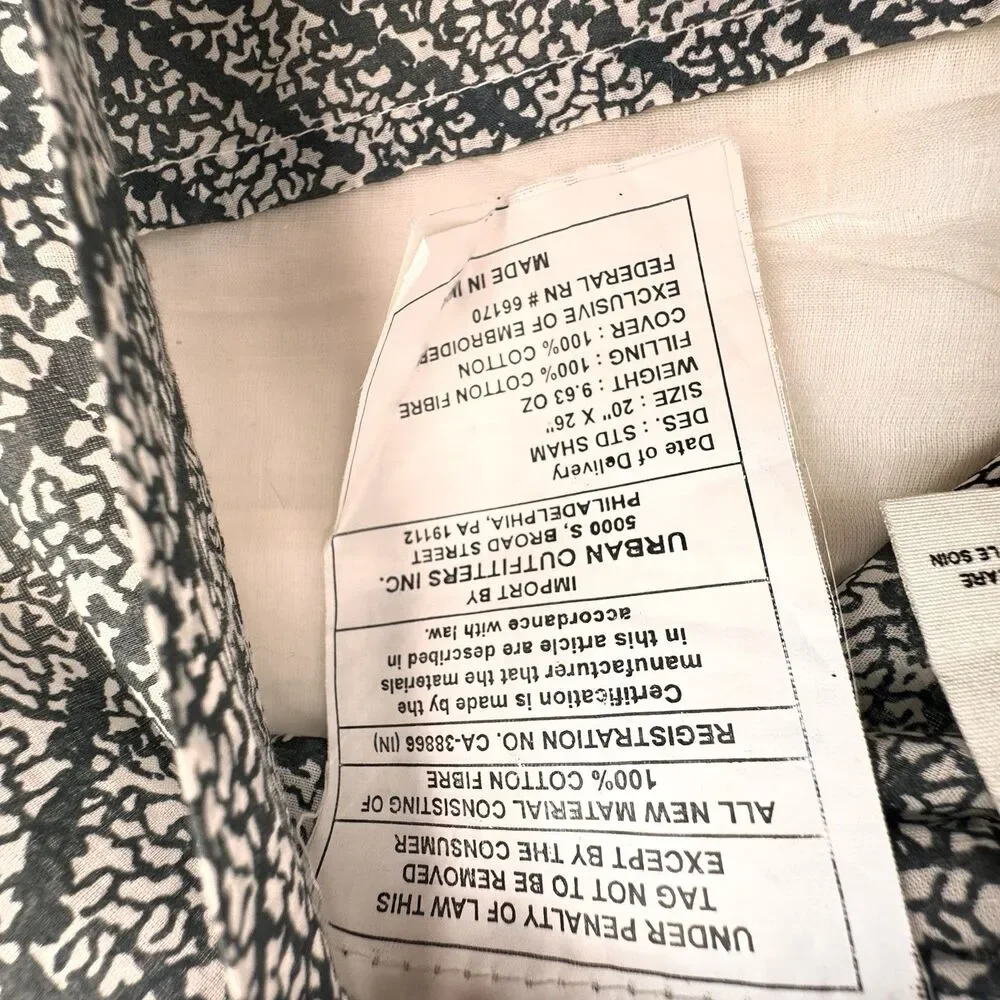 UNDER PENALTY OF LAW THIS
TAG NOT TO BE REMOVED
EXCEPT BY THE CONSUMER
ALL NEW MATERIAL CONSISTING OF
100% COTTON FIBRE
REGISTRATION NO. CA-38866 (IN)
Certification is made by the
manufacturer that the materials
in this article are described in
accordance with law.
IMPORT BY
URBAN OUTFITTERS INC.
5000 S, BROAD STREET
PHILADELPHIA, PA 19112
Date of Delivery
DES. : STD SHAM
SIZE : 20" X 26"
WEIGHT : 9.63 OZ
FILLING : 100% COTTON FIBRE
COVER : 100% COTTON
EXCLUSIVE OF
FEDERAL RN # 66170
MADE IN
LE SOIN